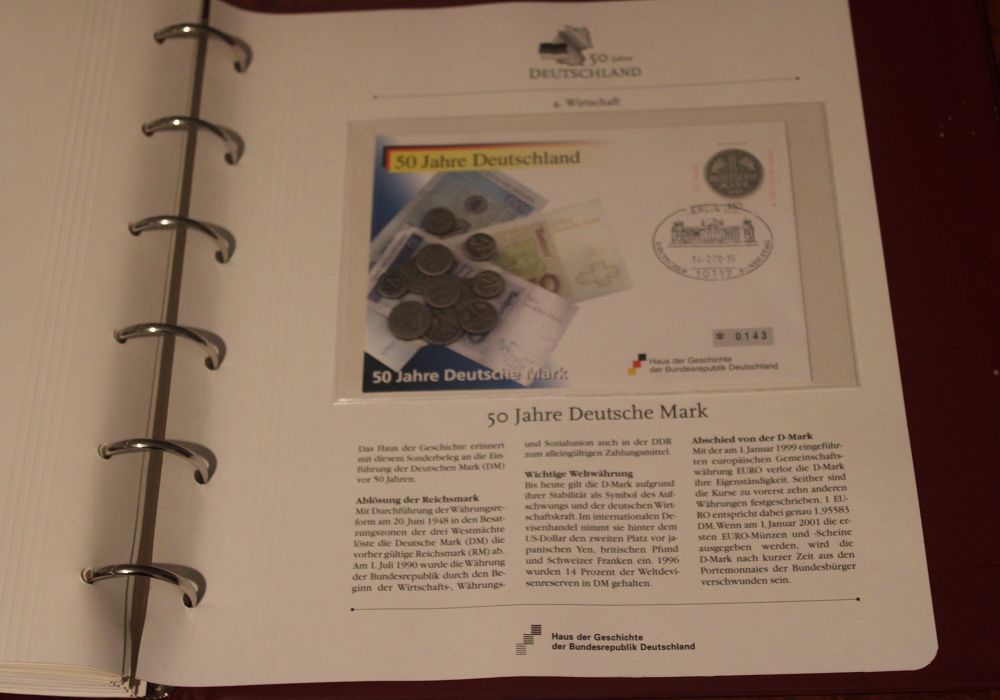 50 Jahre
DEUTSCHLAND
4. Wirtschaft
50 Jahre Deutschland
DEUTSCHE
MARK
DEUTSCHER BUNDESTAG
10117
0143
Haus der Geschichte
der Bundesrepublik Deutschland
50 Jahre Deutsche Mark
50 Jahre Deutsche Mark
Das Haus der Geschichte erinnert
mit diesem Sonderbeleg an die Ein-
führung der Deutschen Mark (DM)
vor 50 Jahren.
Ablösung der Reichsmark
Mit Durchführung der Währungsre-
form am 20. Juni 1948 in den Besat-
zungszonen der drei Westmächte
löste die Deutsche Mark (DM) die
vorher gültige Reichsmark (RM) ab.
Am 1. Juli 1990 wurde die Währung
der Bundesrepublik durch den Be-
ginn der Wirtschafts-, Währungs-
und Sozialunion auch in der DDR
zum alleingültigen Zahlungsmittel.
Wichtige Weltwährung
Bis heute gilt die D-Mark aufgrund
ihrer Stabilität als Symbol des Auf-
schwungs und der deutschen Wirt-
schaftskraft. Im internationalen De-
visenhandel nimmt sie hinter dem
US-Dollar den zweiten Platz vor ja-
panischen Yen, britischen Pfund
und Schweizer Franken ein. 1996
wurden 14 Prozent der Weltdevi-
senreserven in DM gehalten.
Abschied von der D-Mark
Mit der am 1. Januar 1999 eingeführ-
ten europäischen Gemeinschafts-
währung EURO verlor die D-Mark
ihre Eigenständigkeit. Seither sind
die Kurse zu vorerst zehn anderen
Währungen festgeschrieben. 1 EU-
RO entspricht dabei genau 1,95583
DM. Wenn am 1. Januar 2001 die er-
sten EURO-Münzen und -Scheine
ausgegeben werden, wird die
D-Mark nach kurzer Zeit aus den
Portemonnaies der Bundesbürger
verschwunden sein.
Haus der Geschichte
der Bundesrepublik Deutschland